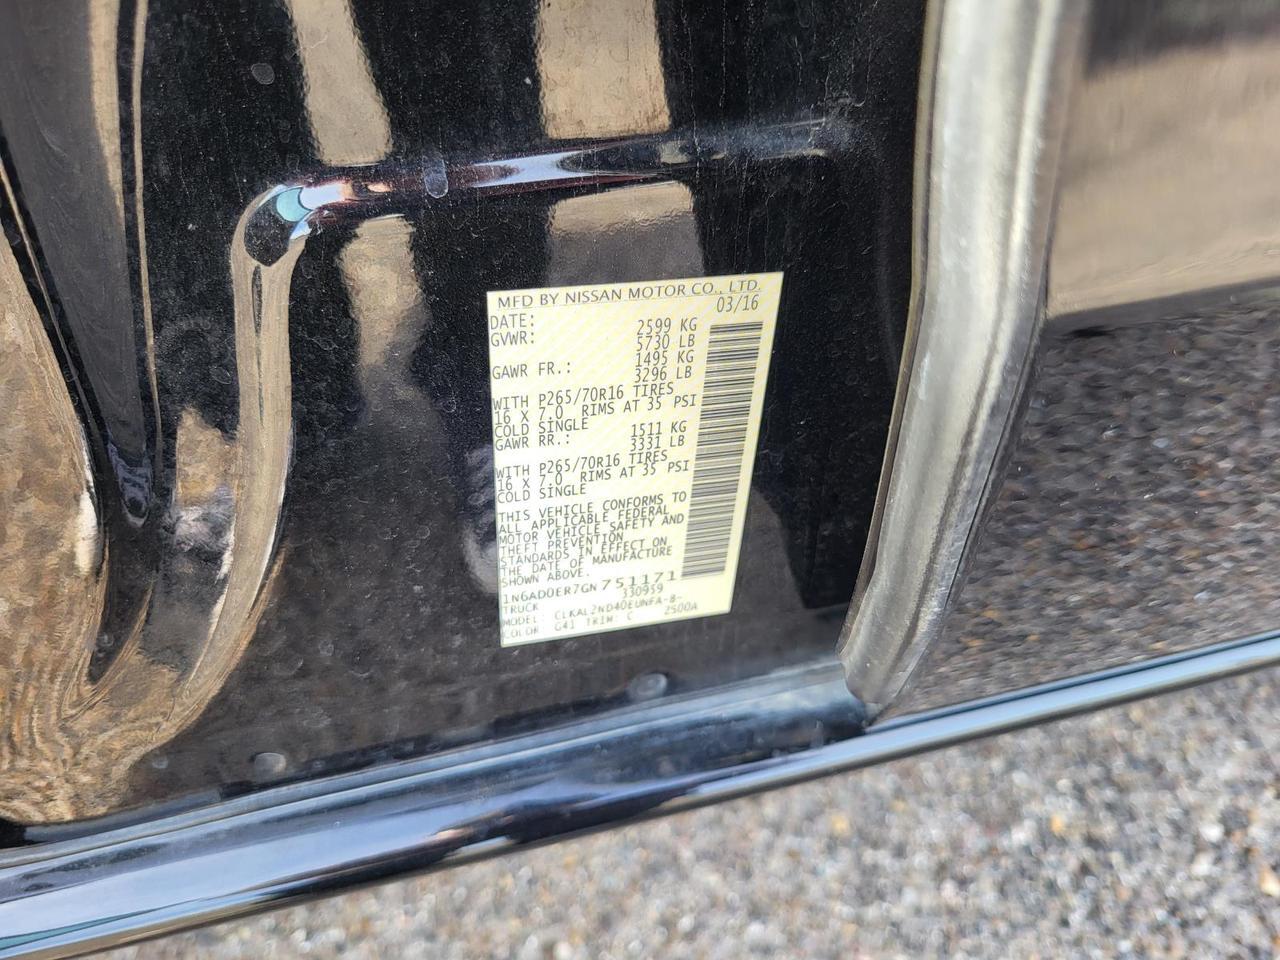 MFD BY NISSAN MOTOR CO., LTD.
DATE: 03/16
GVWR: 2599 KG
5730 LB
GAWR FR.: 1495 KG
3296 LB
WITH P265/70R16 TIRES
16 X 7.0 RIMS AT 35 PSI
COLD SINGLE
GAWR RR.: 1511 KG
3331 LB
WITH P265/70R16 TIRES
16 X 7.0 RIMS AT 35 PSI
COLD SINGLE
THIS VEHICLE CONFORMS TO
ALL APPLICABLE FEDERAL
MOTOR VEHICLE SAFETY AND
THEFT PREVENTION
STANDARDS IN EFFECT ON
THE DATE OF MANUFACTURE
SHOWN ABOVE.
1N6AD0ER7GN751171
TRUCK 330959
MODEL: CLKAL2ND40EUNFA-8-
COLOR G41 TRIM: C 2500A